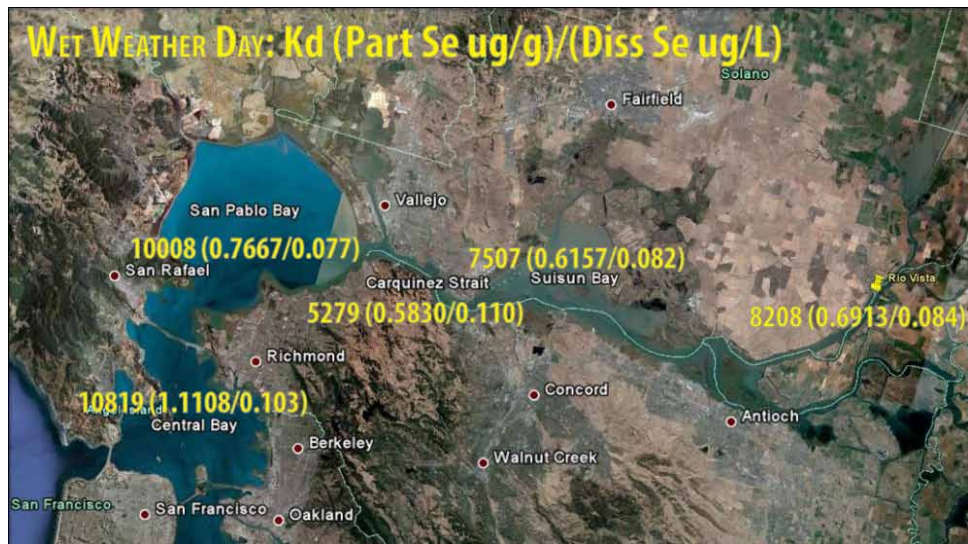 WET WEATHER DAY: Kd (Part Se ug/g)/(Diss Se ug/L)
Solano
Fairfield
Vallejo
San Pablo Bay
10008 (0.7667/0.077)
7507 (0.6157/0.082)
San Rafael
Carquinez Strait
Suisun Bay
Rio Vista
5279 (0.5830/0.110)
8208 (0.6913/0.084)
Richmond
Concord
10819 (1.1108/0.103)
Angel Island
Central Bay
Antioch
Berkeley
Walnut Creek
San Francisco
San Francisco
Oakland